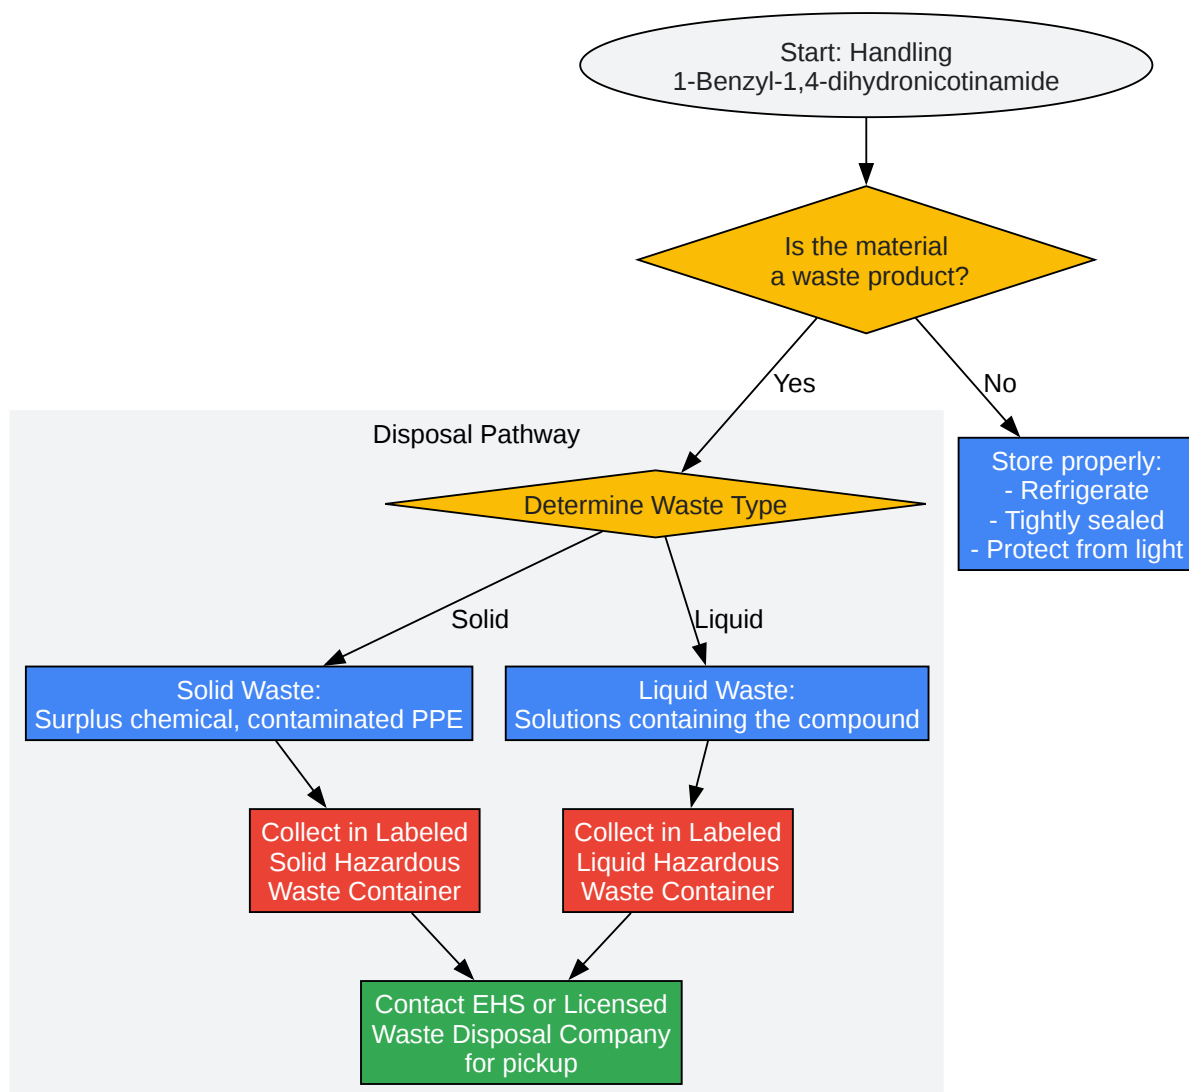 Start: Handling
1-Benzyl-1,4-dihydronicotinamide
Is the material
a waste product?
Yes
No
Disposal Pathway
Determine Waste Type
Store properly:
- Refrigerate
- Tightly sealed
- Protect from light
Solid
Liquid
Solid Waste:
Surplus chemical, contaminated PPE
Liquid Waste:
Solutions containing the compound
Collect in Labeled
Solid Hazardous
Waste Container
Collect in Labeled
Liquid Hazardous
Waste Container
Contact EHS or Licensed
Waste Disposal Company
for pickup